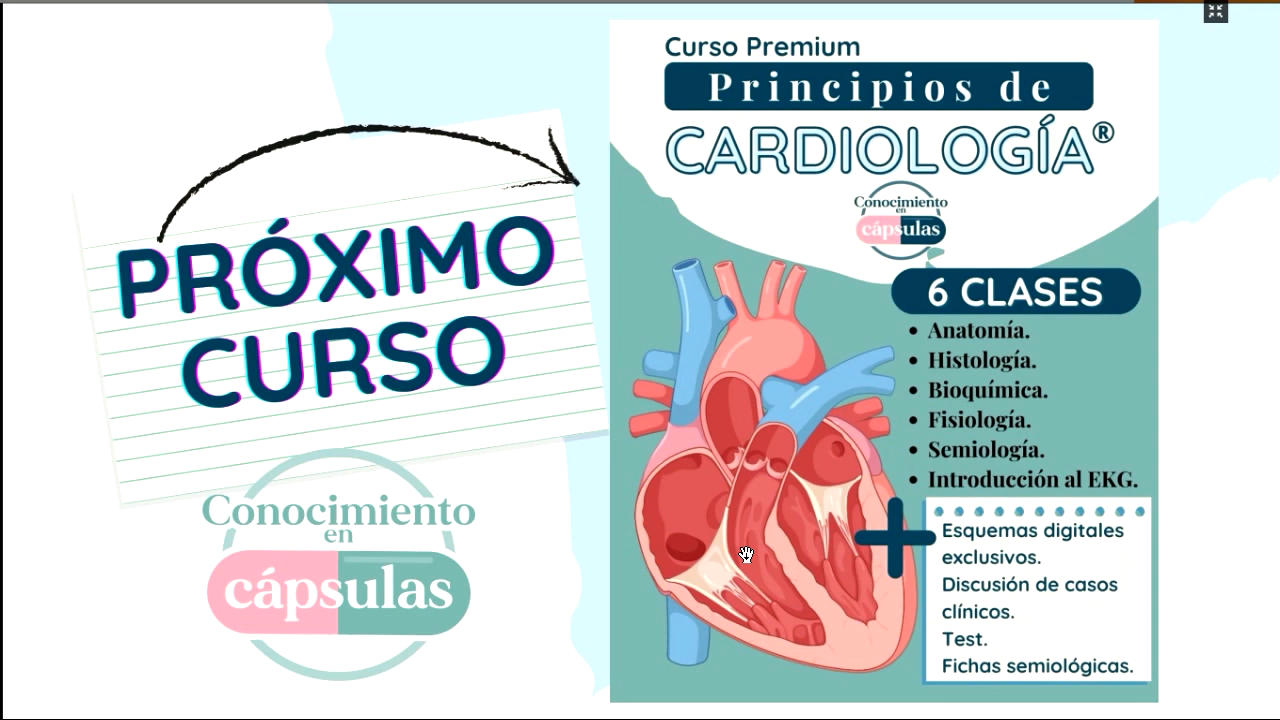 PRÓXIMO
CURSO
Conocimiento
en
cápsulas
Curso Premium
Principios de
CARDIOLOGÍA®
Conocimiento
en
cápsulas
6 CLASES
• Anatomía.
• Histología.
• Bioquímica.
• Fisiología.
• Semiología.
• Introducción al EKG.
Esquemas digitales
exclusivos.
Discusión de casos
clínicos.
Test.
Fichas semiológicas.